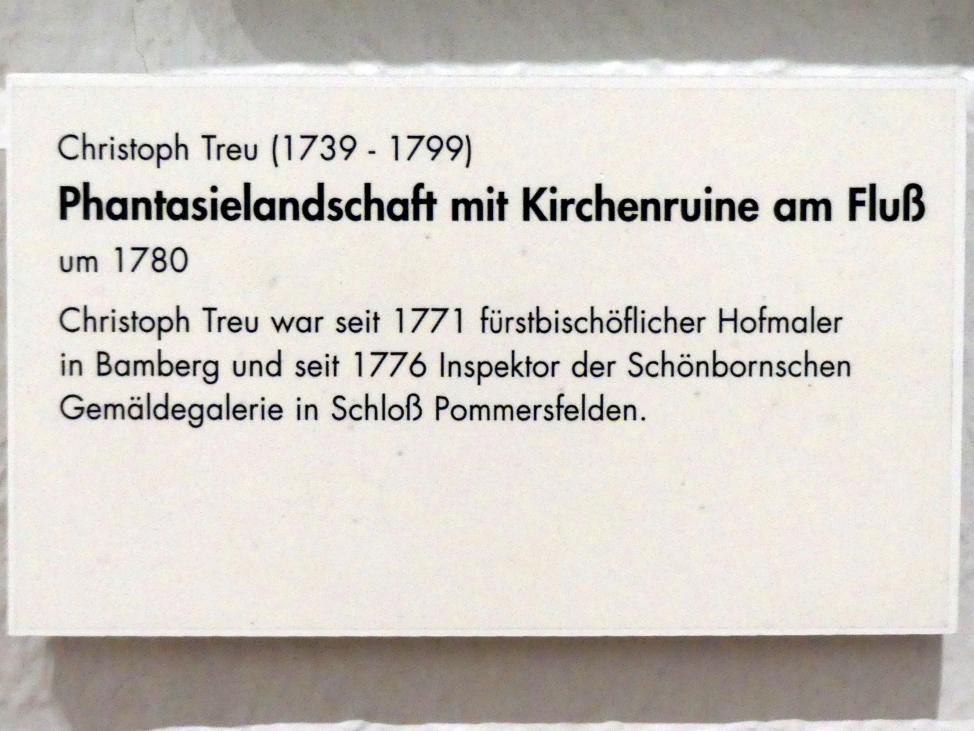 Christoph Treu (1739 - 1799)
Phantasielandschaft mit Kirchenruine am Fluß
um 1780
Christoph Treu war seit 1771 fürstbischöflicher Hofmaler
in Bamberg und seit 1776 Inspektor der Schönbornschen
Gemäldegalerie in Schloß Pommersfelden.